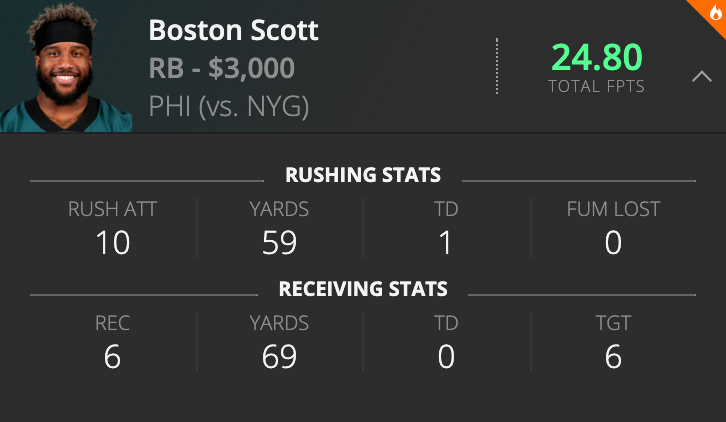 Boston Scott
RB - $3,000
PHI (vs. NYG)
24.80
TOTAL FPTS
RUSHING STATS
RUSH ATT YARDS TD FUM LOST
10 59 1 0
RECEIVING STATS
REC YARDS TD TGT
6 69 0 6